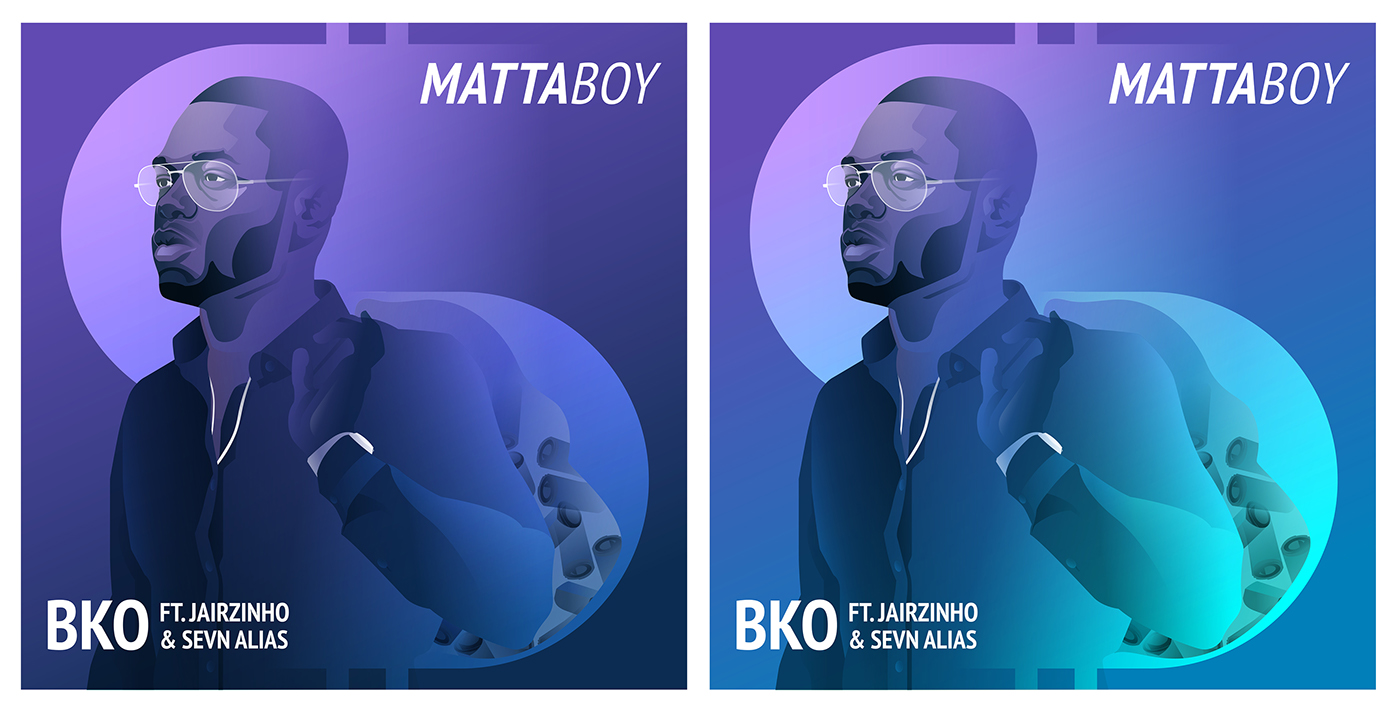 MATTABOY
BKO FT. JAIRZINHO
& SEVN ALIAS
MATTABOY
BKO FT. JAIRZINHO
& SEVN ALIAS